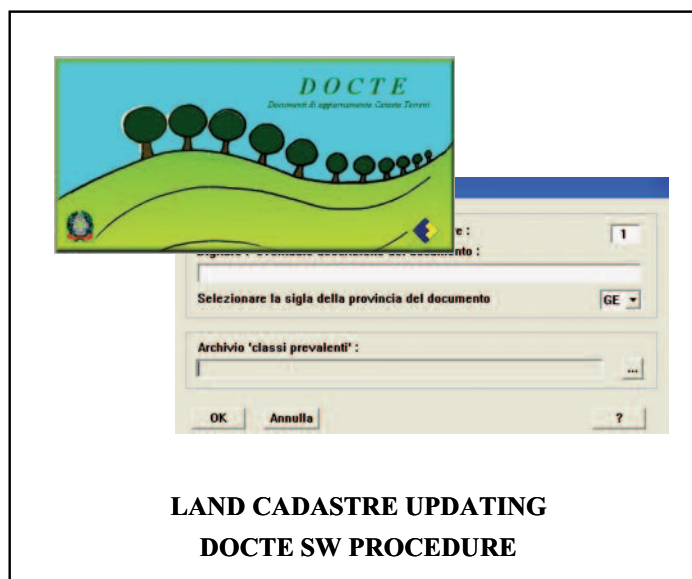 DOCTE
Documenti di aggiornamento Catasto Terreni
e :
1
Selezionare la sigla della provincia del documento
GE
Archivio 'classi prevalenti' :
...
OK
Annulla
?
LAND CADASTRE UPDATING
DOCTE SW PROCEDURE